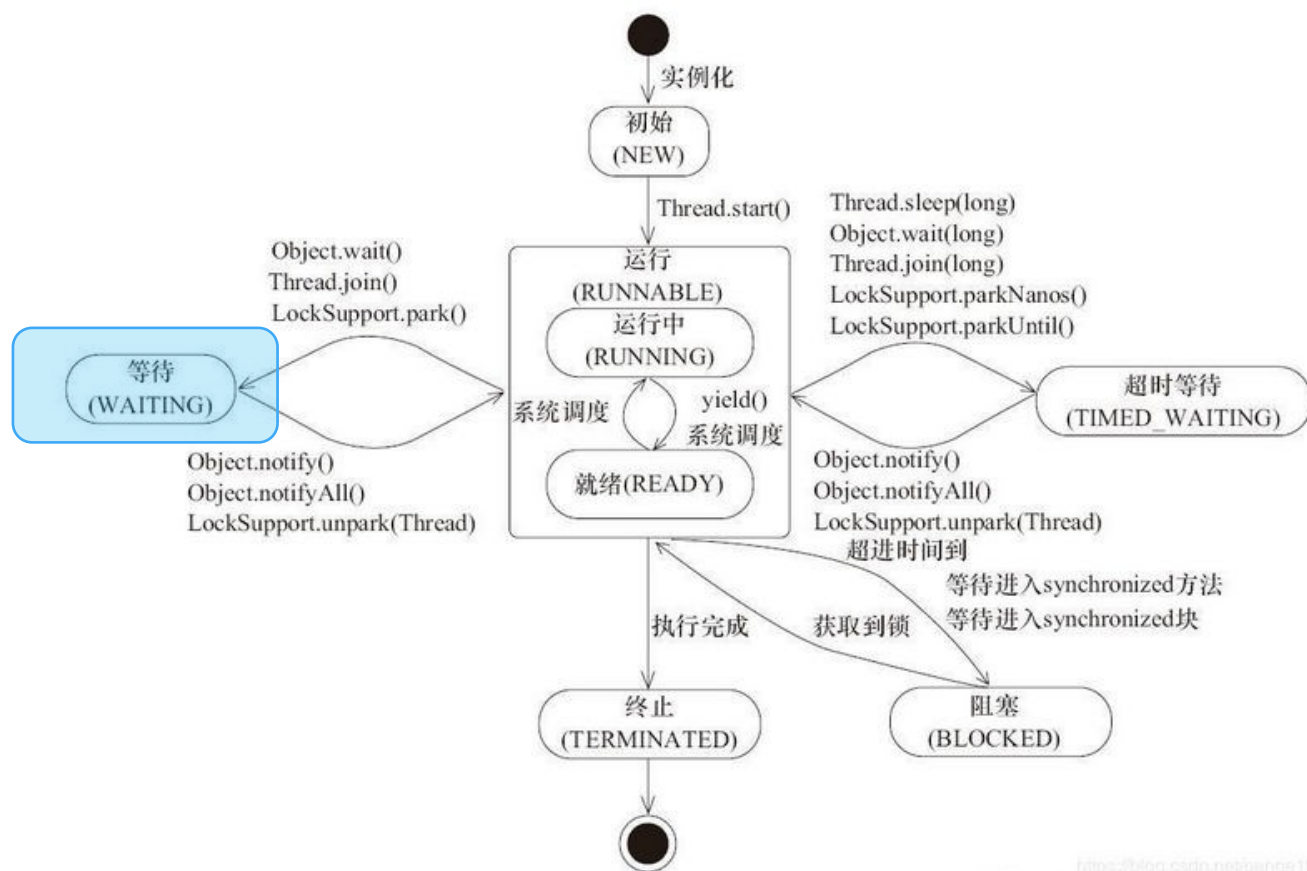 实例化
初始
(NEW)
Thread.start()
Object.wait()
Thread.join()
LockSupport.park()
等待
(WAITING)
Object.notify()
Object.notifyAll()
LockSupport.unpark(Thread)
运行
(RUNNABLE)
运行中
(RUNNING)
系统调度
yield()
系统调度
就绪(READY)
Thread.sleep(long)
Object.wait(long)
Thread.join(long)
LockSupport.parkNanos()
LockSupport.parkUntil()
超时等待
(TIMED_WAITING)
Object.notify()
Object.notifyAll()
LockSupport.unpark(Thread)
超进时间到
等待进入synchronized方法
等待进入synchronized块
获取到锁
阻塞
(BLOCKED)
执行完成
终止
(TERMINATED)